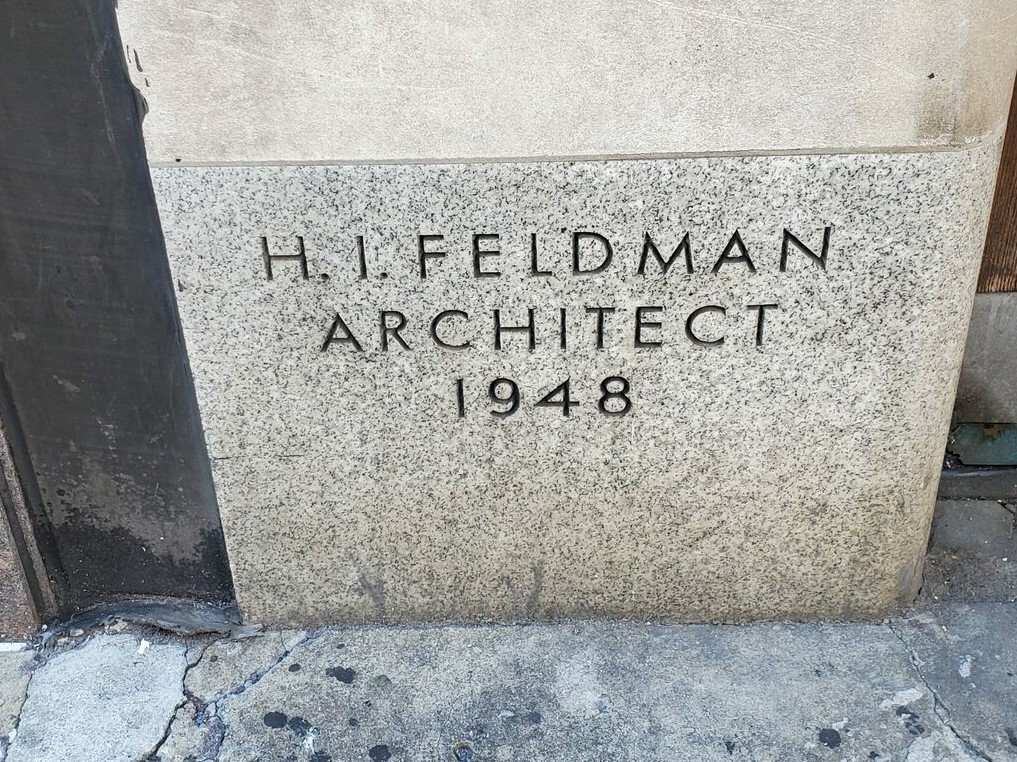 H. I. FELDMAN
ARCHITECT
1948